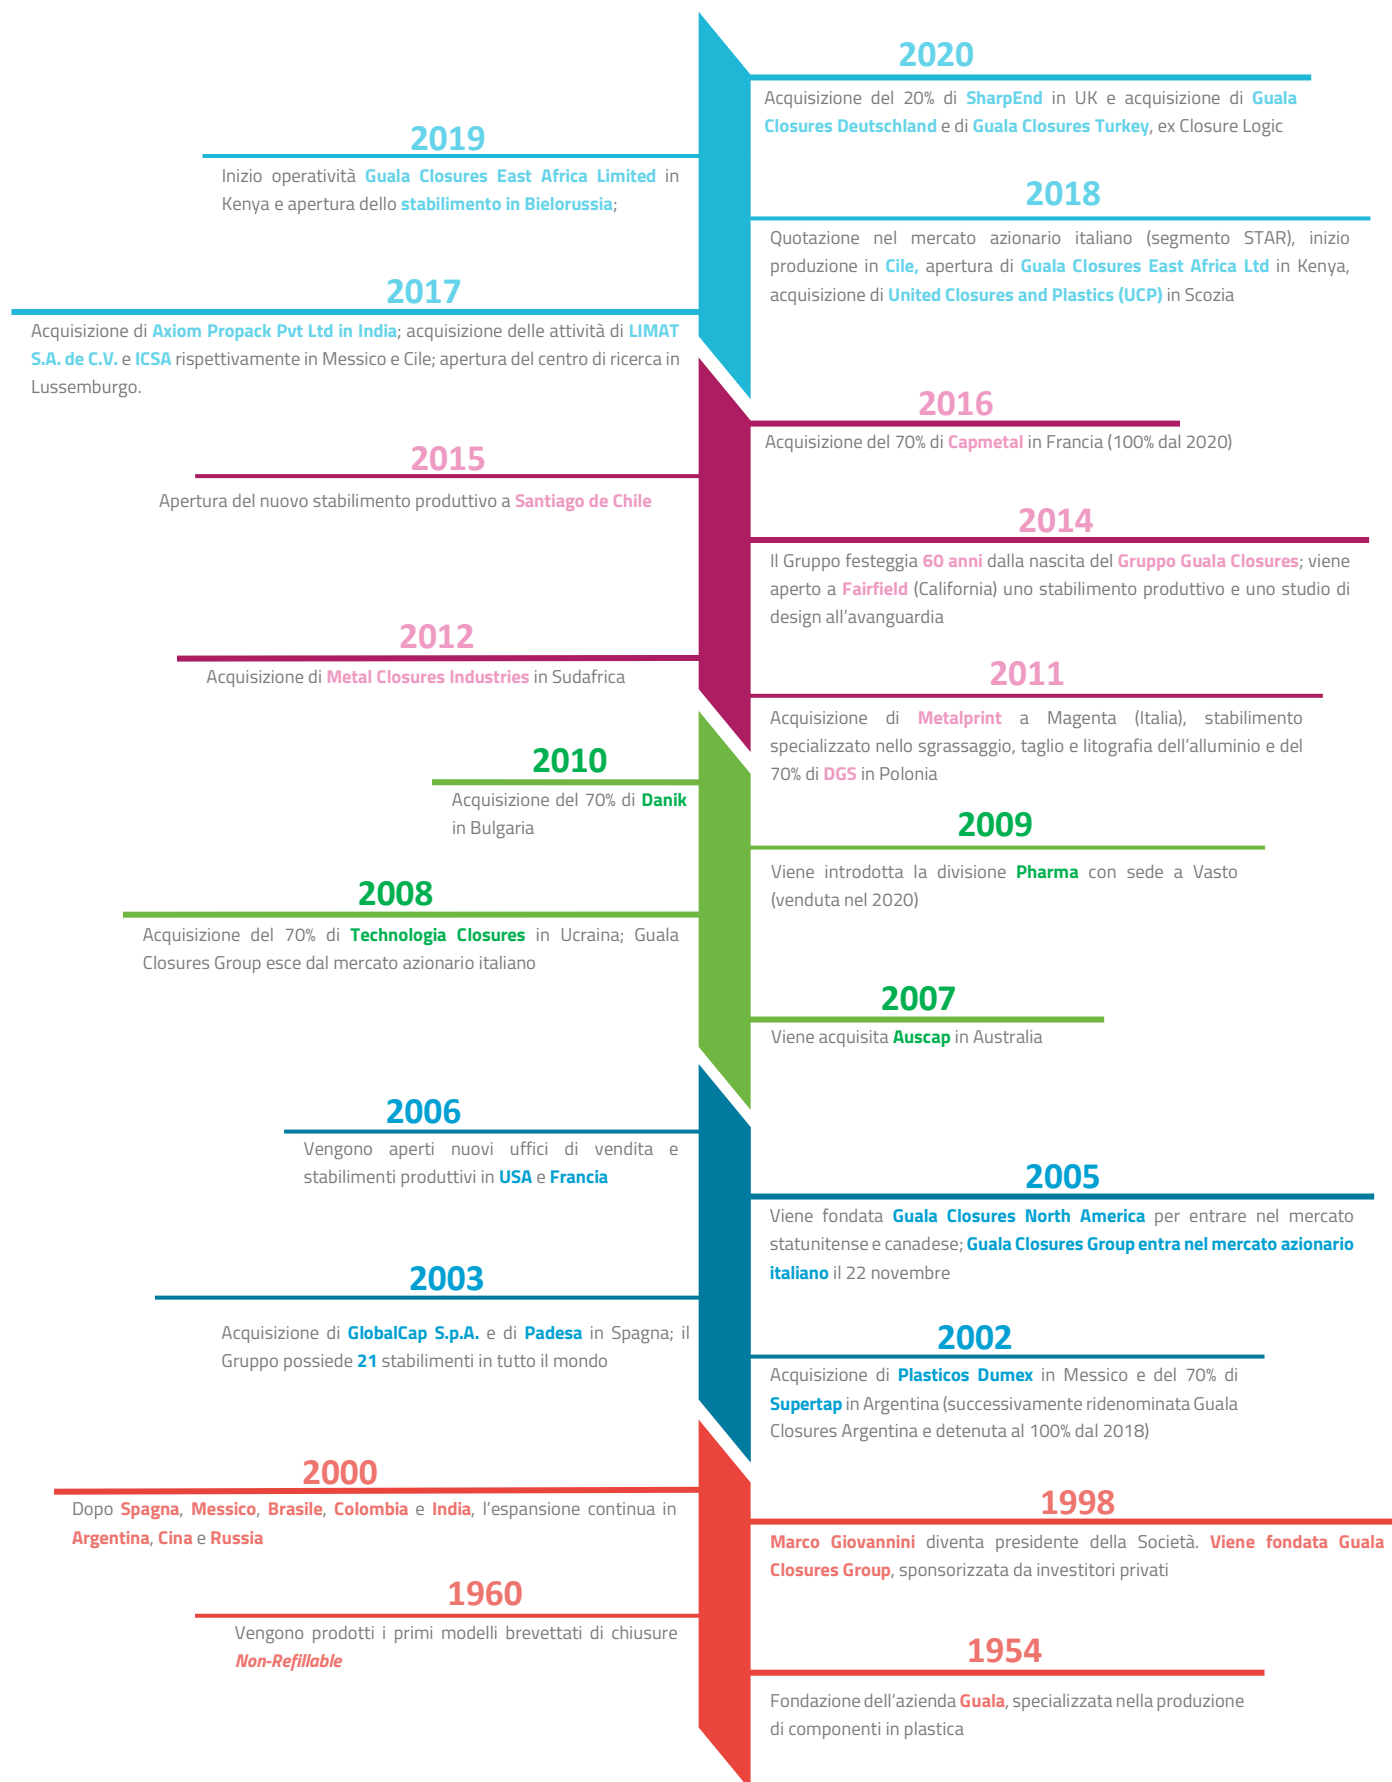 2020
Acquisizione del 20% di SharpEnd in UK e acquisizione di Guala
Closures Deutschland e di Guala Closures Turkey, ex Closure Logic
2019
Inizio operatività Guala Closures East Africa Limited in
Kenya e apertura dello stabilimento in Bielorussia;
2018
Quotazione nel mercato azionario italiano (segmento STAR), inizio
produzione in Cile, apertura di Guala Closures East Africa Ltd in Kenya,
acquisizione di United Closures and Plastics (UCP) in Scozia
2017
Acquisizione di Axiom Propack Pvt Ltd in India; acquisizione delle attività di LIMAT
S.A. de C.V. e ICSA rispettivamente in Messico e Cile; apertura del centro di ricerca in
Lussemburgo.
2016
Acquisizione del 70% di Capmetal in Francia (100% dal 2020)
2015
Apertura del nuovo stabilimento produttivo a Santiago de Chile
2014
Il Gruppo festeggia 60 anni dalla nascita del Gruppo Guala Closures; viene
aperto a Fairfield (California) uno stabilimento produttivo e uno studio di
design all'avanguardia
2012
Acquisizione di Metal Closures Industries in Sudafrica
2011
Acquisizione di Metalprint a Magenta (Italia), stabilimento
specializzato nello sgrassaggio, taglio e litografia dell'alluminio e del
70% di DGS in Polonia
2010
Acquisizione del 70% di Danik
in Bulgaria
2009
Viene introdotta la divisione Pharma con sede a Vasto
(venduta nel 2020)
2008
Acquisizione del 70% di Technologia Closures in Ucraina; Guala
Closures Group esce dal mercato azionario italiano
2007
Viene acquisita Auscap in Australia
2006
Vengono aperti nuovi uffici di vendita e
stabilimenti produttivi in USA e Francia
2005
Viene fondata Guala Closures North America per entrare nel mercato
statunitense e canadese; Guala Closures Group entra nel mercato azionario
italiano il 22 novembre
2003
Acquisizione di GlobalCap S.p.A. e di Padesa in Spagna; il
Gruppo possiede 21 stabilimenti in tutto il mondo
2002
Acquisizione di Plasticos Dumex in Messico e del 70% di
Supertap in Argentina (successivamente ridenominata Guala
Closures Argentina e detenuta al 100% dal 2018)
2000
Dopo Spagna, Messico, Brasile, Colombia e India, l'espansione continua in
Argentina, Cina e Russia
1998
Marco Giovannini diventa presidente della Società. Viene fondata Guala
Closures Group, sponsorizzata da investitori privati
1960
Vengono prodotti i primi modelli brevettati di chiusure
Non-Refillable
1954
Fondazione dell'azienda Guala, specializzata nella produzione
di componenti in plastica